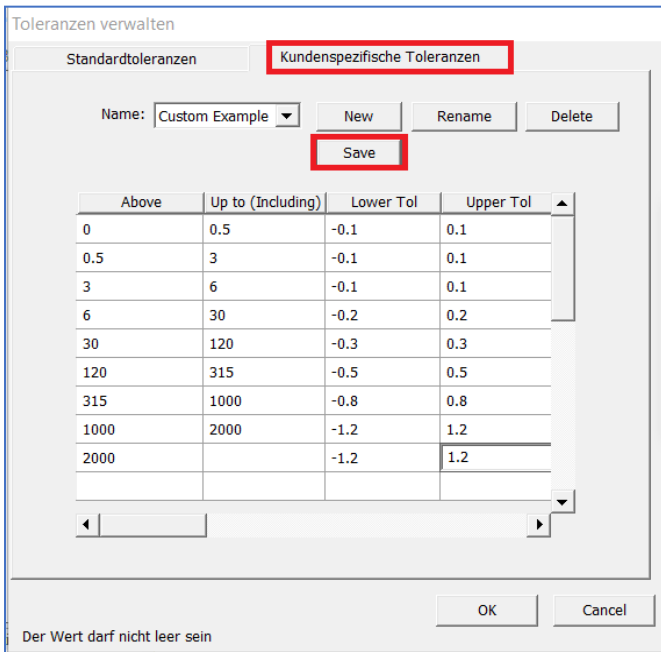 Toleranzen verwalten
Standardtoleranzen Kundenspezifische Toleranzen
Name: Custom Example New Rename Delete
Save
Above Up to (Including) Lower Tol Upper Tol
0 0.5 -0.1 0.1
0.5 3 -0.1 0.1
3 6 -0.1 0.1
6 30 -0.2 0.2
30 120 -0.3 0.3
120 315 -0.5 0.5
315 1000 -0.8 0.8
1000 2000 -1.2 1.2
2000 -1.2 1.2
OK Cancel
Der Wert darf nicht leer sein